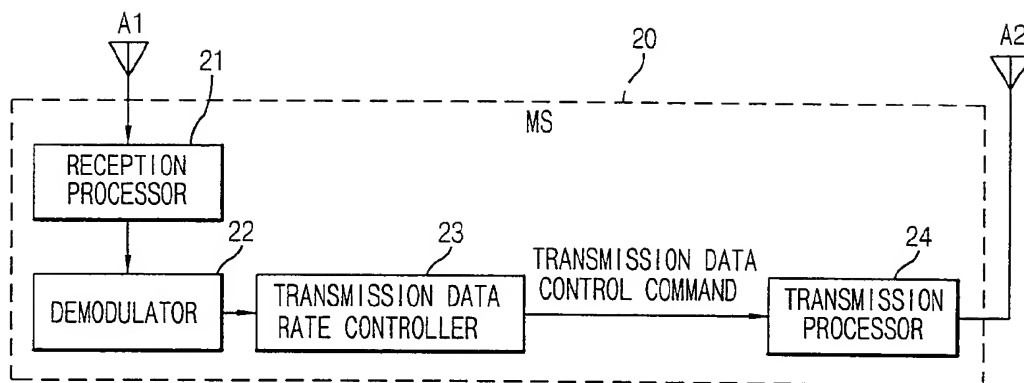 A1
A2
20
21
MS
RECEPTION
PROCESSOR
22
23
24
DEMODULATOR
TRANSMISSION DATA
RATE CONTROLLER
TRANSMISSION DATA
CONTROL COMMAND
TRANSMISSION
PROCESSOR